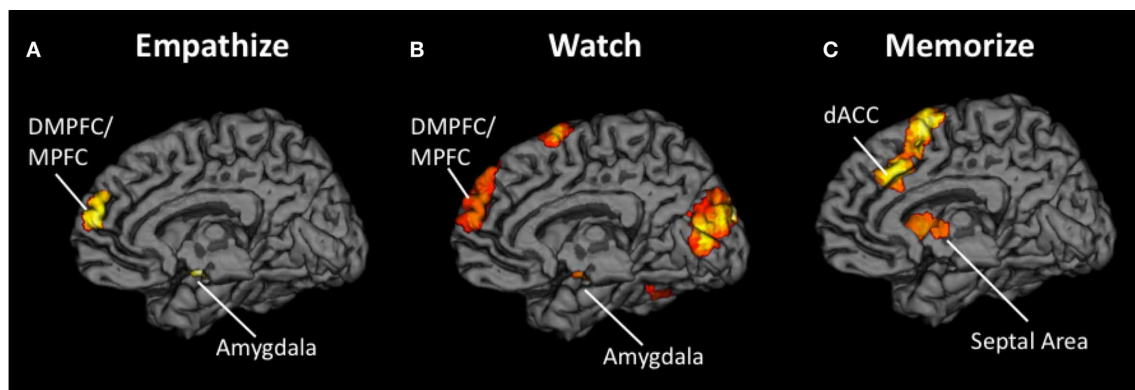 A Empathize
DMPFC/
MPFC
Amygdala
B Watch
DMPFC/
MPFC
Amygdala
C Memorize
dACC
Septal Area